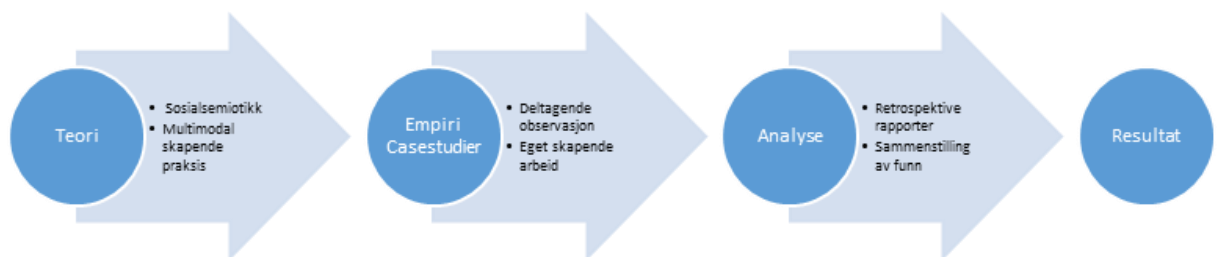 Teori
▪ Sosialsemiotikk
▪ Multimodal
skapende
praksis
Empiri
Casestudier
▪ Deltagende
observasjon
▪ Eget skapende
arbeid
Analyse
▪ Retrospektive
rapporter
▪ Sammenstilling
av funn
Resultat